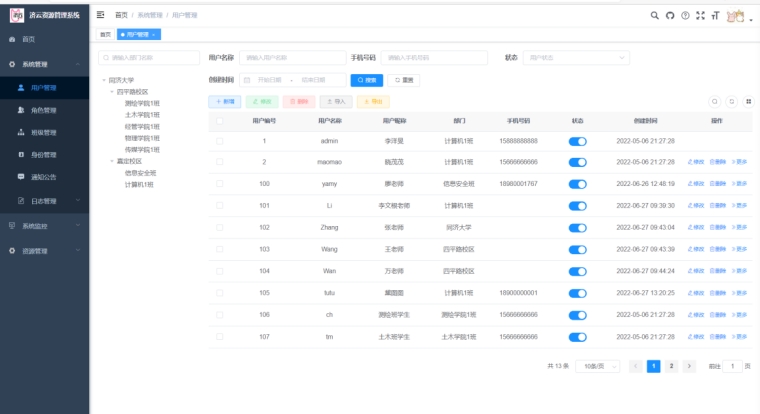 济云资源管理系统
首页
系统管理
用户管理
角色管理
班级管理
身份管理
通知公告
日志管理
系统监控
资源管理
首页 / 系统管理 / 用户管理
首页 用户管理 ×
请输入部门名称
同济大学
四平路校区
测绘学院1班
土木学院1班
经管学院1班
物理学院1班
传媒学院1班
嘉定校区
信息安全班
计算机1班
用户名称 请输入用户名称 手机号码 请输入手机号码 状态 用户状态
创建时间 开始日期 - 结束日期 搜索 重置
+ 新增 修改 删除 导入 导出
用户编号 用户名称 用户昵称 部门 手机号码 状态 创建时间 操作
1 admin 李泽昱 计算机1班 15888888888 2022-05-06 21:27:28
2 maomao 魏茂茂 计算机1班 15666666666 2022-05-06 21:27:28 修改 删除 更多
100 yamy 廖老师 信息安全班 18980001767 2022-06-26 12:48:19 修改 删除 更多
101 Li 李文根老师 计算机1班 2022-06-27 09:39:30 修改 删除 更多
102 Zhang 张老师 同济大学 2022-06-27 09:43:04 修改 删除 更多
103 Wang 王老师 四平路校区 2022-06-27 09:43:39 修改 删除 更多
104 Wan 万老师 四平路校区 2022-06-27 09:44:24 修改 删除 更多
105 tutu 图图 计算机1班 18900000001 2022-06-27 13:20:25 修改 删除 更多
106 ch 测绘班学生 测绘学院1班 15666666666 2022-05-06 21:27:28 修改 删除 更多
107 tm 土木班学生 土木学院1班 15666666666 2022-05-06 21:27:28 修改 删除 更多
共 13 条 10条/页 1 2 前往 1 页